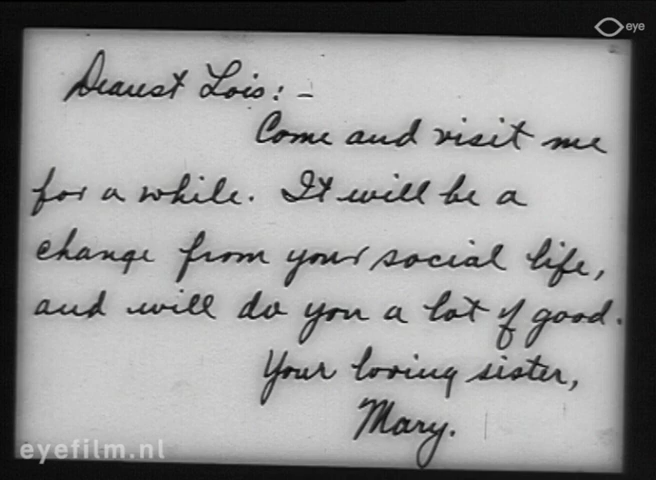 eye
Dearest Lois: -
Come and visit me
for a while. It will be a
change from your social life,
and will do you a lot of good.
Your loving sister,
Mary.
eyefilm.nl